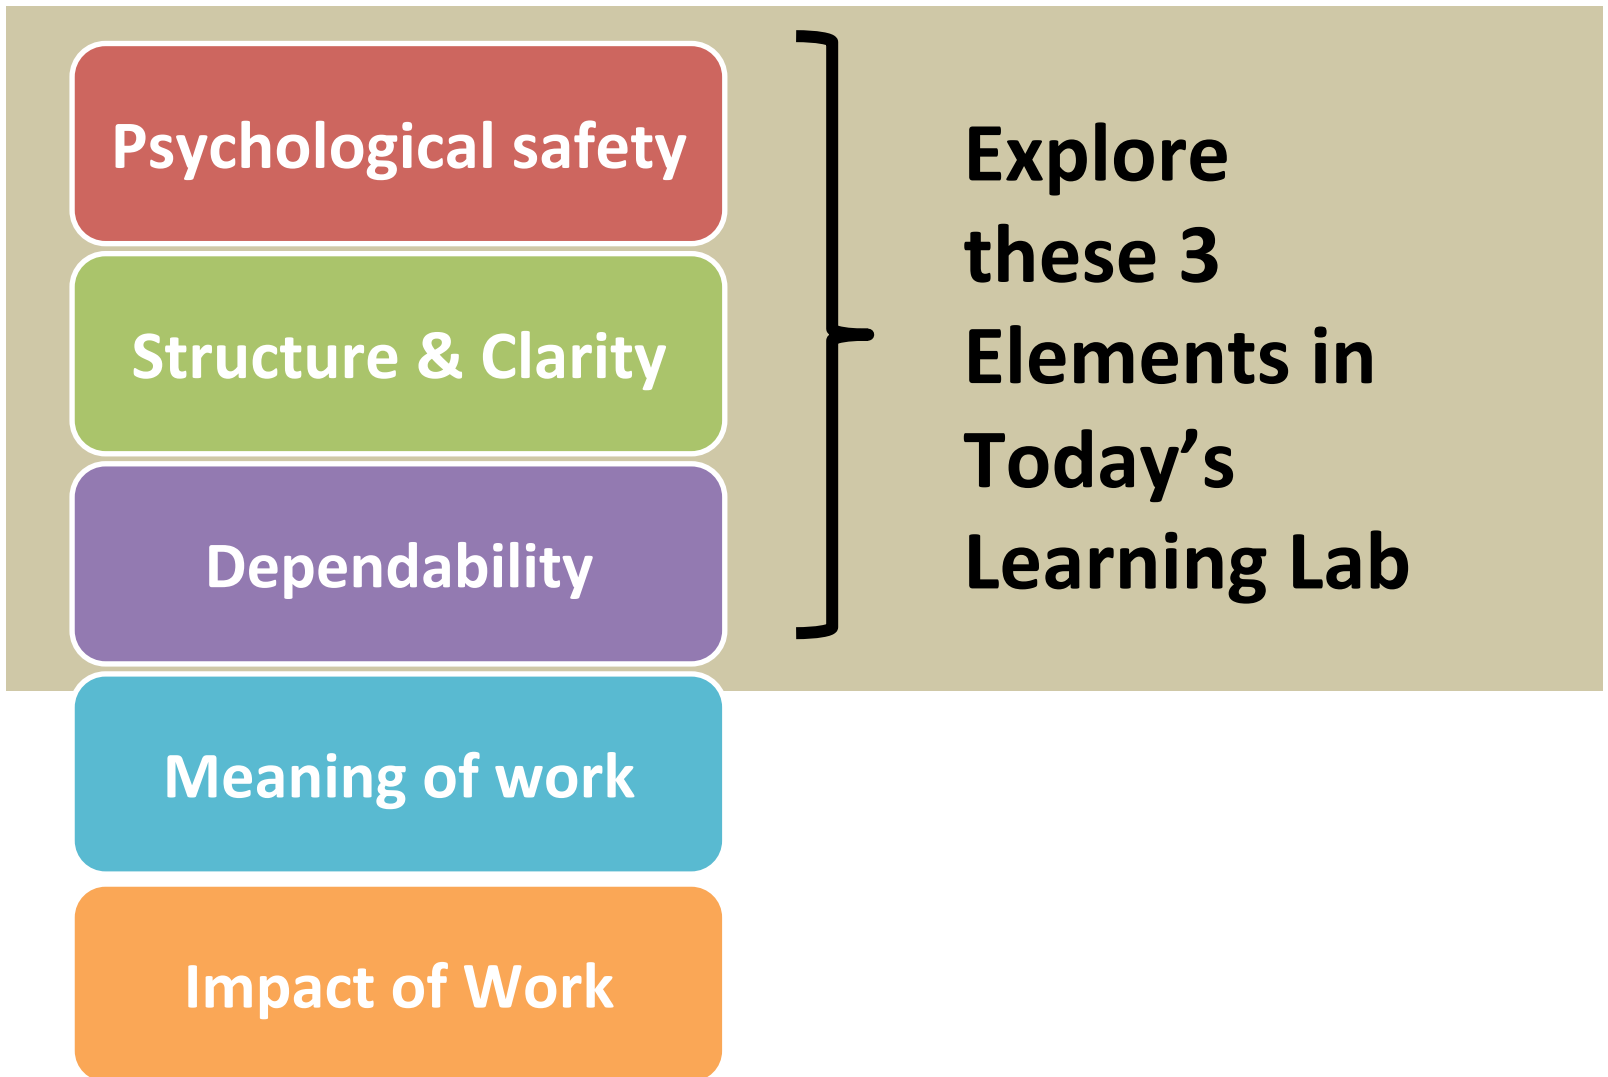 Psychological safety
Structure & Clarity
Dependability
Meaning of work
Impact of Work
Explore
these 3
Elements in
Today’s
Learning Lab